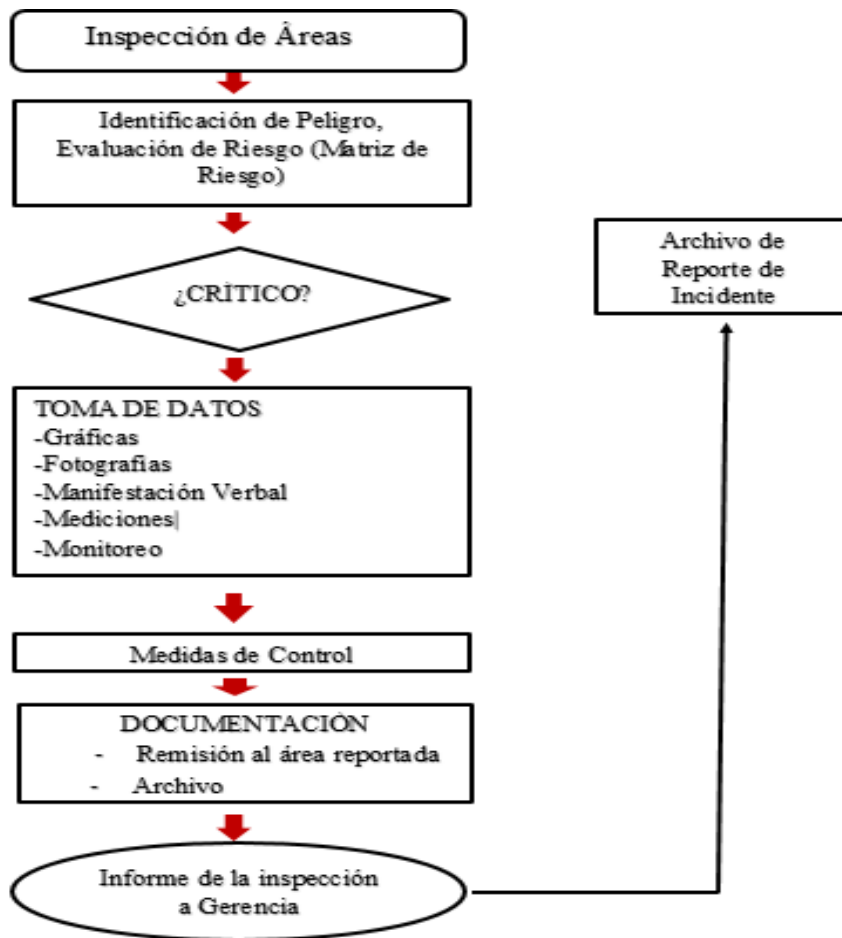 Inspección de Áreas
Identificación de Peligro,
Evaluación de Riesgo (Matriz de
Riesgo)
¿CRÍTICO?
TOMA DE DATOS
-Gráficas
-Fotografías
-Manifestación Verbal
-Mediciones|
-Monitoreo
Medidas de Control
DOCUMENTACIÓN
- Remisión al área reportada
- Archivo
Informe de la inspección
a Gerencia
Archivo de
Reporte de
Incidente